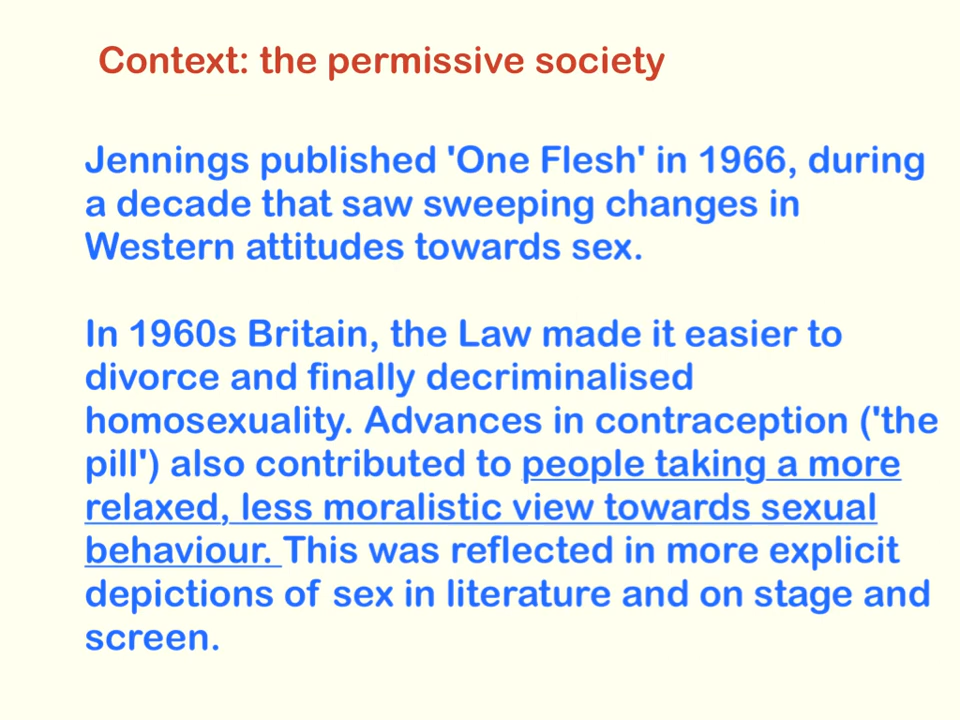 Context: the permissive society
Jennings published 'One Flesh' in 1966, during
a decade that saw sweeping changes in
Western attitudes towards sex.
In 1960s Britain, the Law made it easier to
divorce and finally decriminalised
homosexuality. Advances in contraception ('the
pill') also contributed to people taking a more
relaxed, less moralistic view towards sexual
behaviour. This was reflected in more explicit
depictions of sex in literature and on stage and
screen.